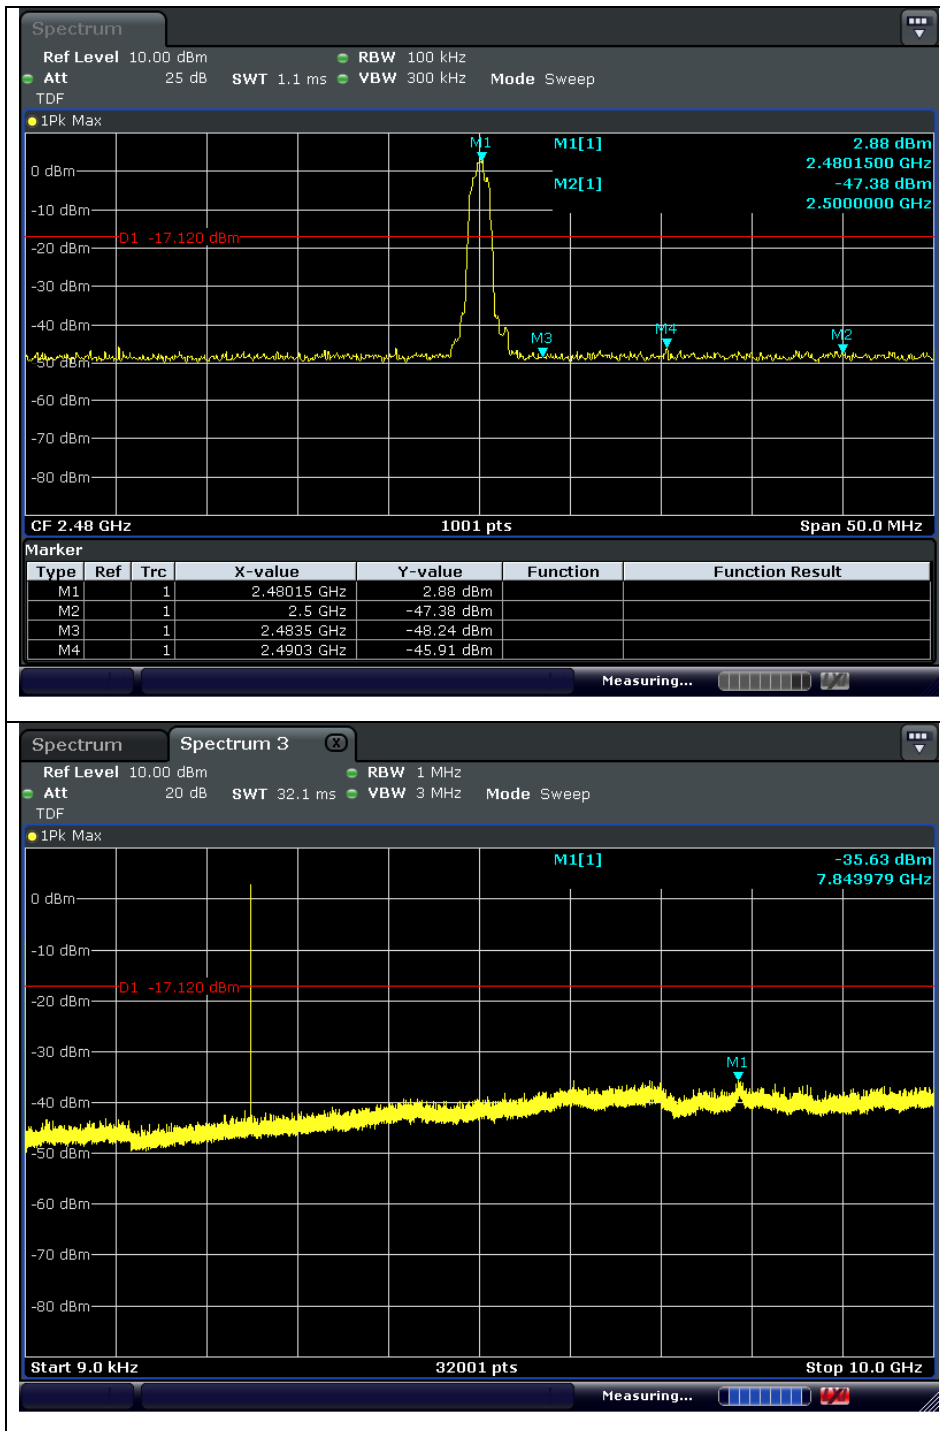 Spectrum
Ref Level 10.00 dBm RBW 100 kHz
Att 25 dB SWT 1.1 ms VBW 300 kHz Mode Sweep
TDF
1Pk Max
M1 M1[1] 2.88 dBm
2.4801500 GHz
M2[1] -47.38 dBm
2.5000000 GHz
0 dBm
-10 dBm
D1 -17.120 dBm
-20 dBm
-30 dBm
-40 dBm
M3 M4 M2
-50 dBm
-60 dBm
-70 dBm
-80 dBm
CF 2.48 GHz 1001 pts Span 50.0 MHz
Marker
Type Ref Trc X-value Y-value Function Function Result
M1 1 2.48015 GHz 2.88 dBm
M2 1 2.5 GHz -47.38 dBm
M3 1 2.4835 GHz -48.24 dBm
M4 1 2.4903 GHz -45.91 dBm
Measuring...
Spectrum Spectrum 3 X
Ref Level 10.00 dBm RBW 1 MHz
Att 20 dB SWT 32.1 ms VBW 3 MHz Mode Sweep
TDF
1Pk Max
M1[1] -35.63 dBm
7.843979 GHz
0 dBm
-10 dBm
D1 -17.120 dBm
-20 dBm
-30 dBm
M1
-40 dBm
-50 dBm
-60 dBm
-70 dBm
-80 dBm
Start 9.0 kHz 32001 pts Stop 10.0 GHz
Measuring...